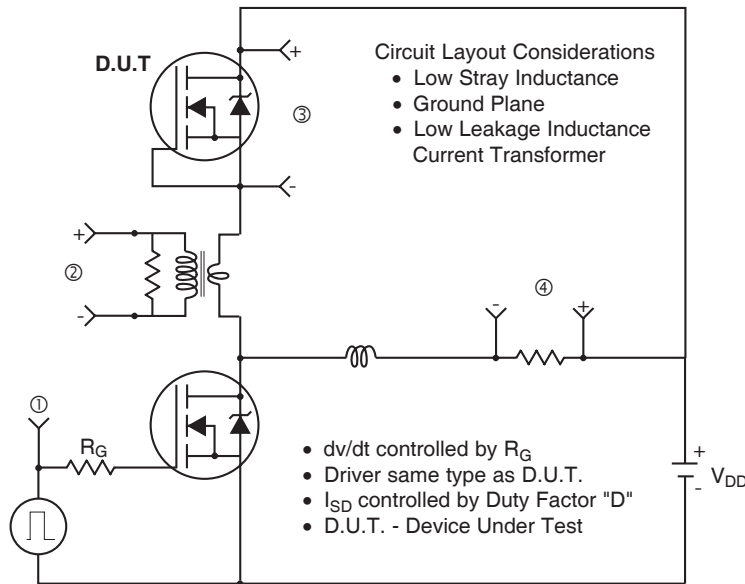 D.U.T
+
③
-
Circuit Layout Considerations
• Low Stray Inductance
• Ground Plane
• Low Leakage Inductance
Current Transformer
+
②
-
④
-
+
①
R_G
• dv/dt controlled by R_G
• Driver same type as D.U.T.
• I_SD controlled by Duty Factor "D"
• D.U.T. - Device Under Test
+
-
V_DD